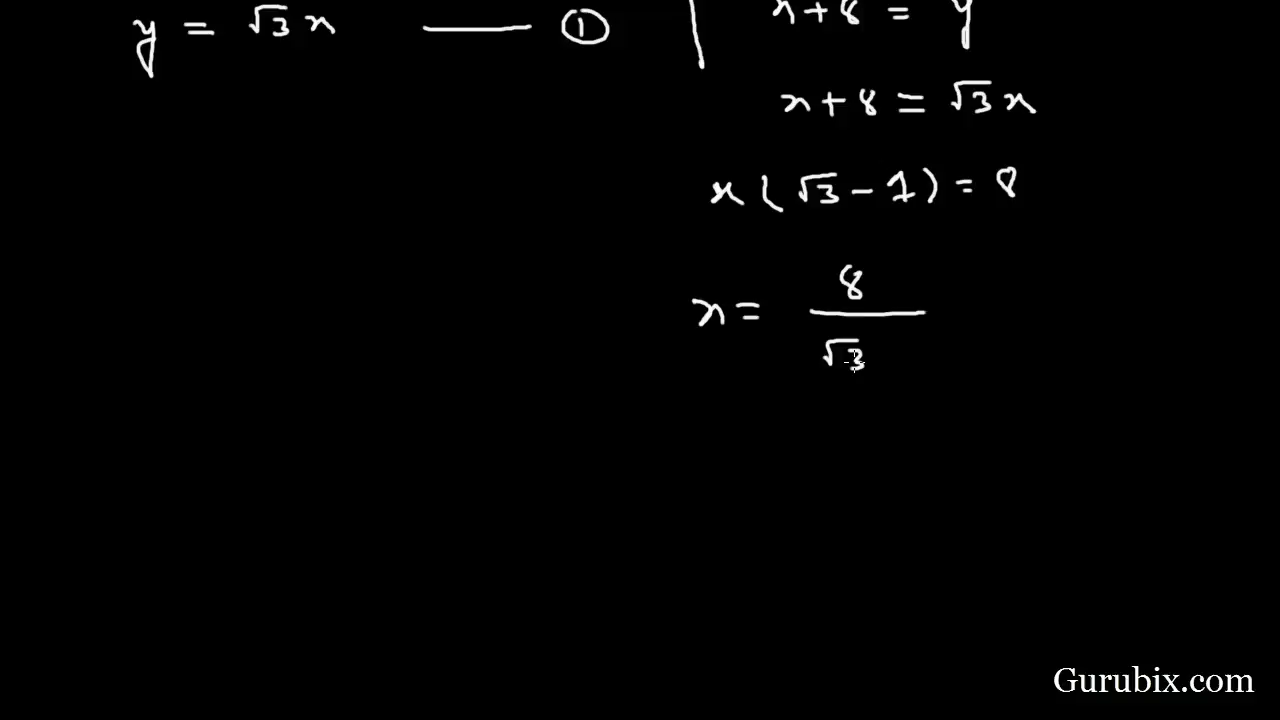 y = √3 x —— ①
x + 8 = y
x + 8 = √3 x
x (√3 - 1) = 8
x = 8
√3
Gurubix.com